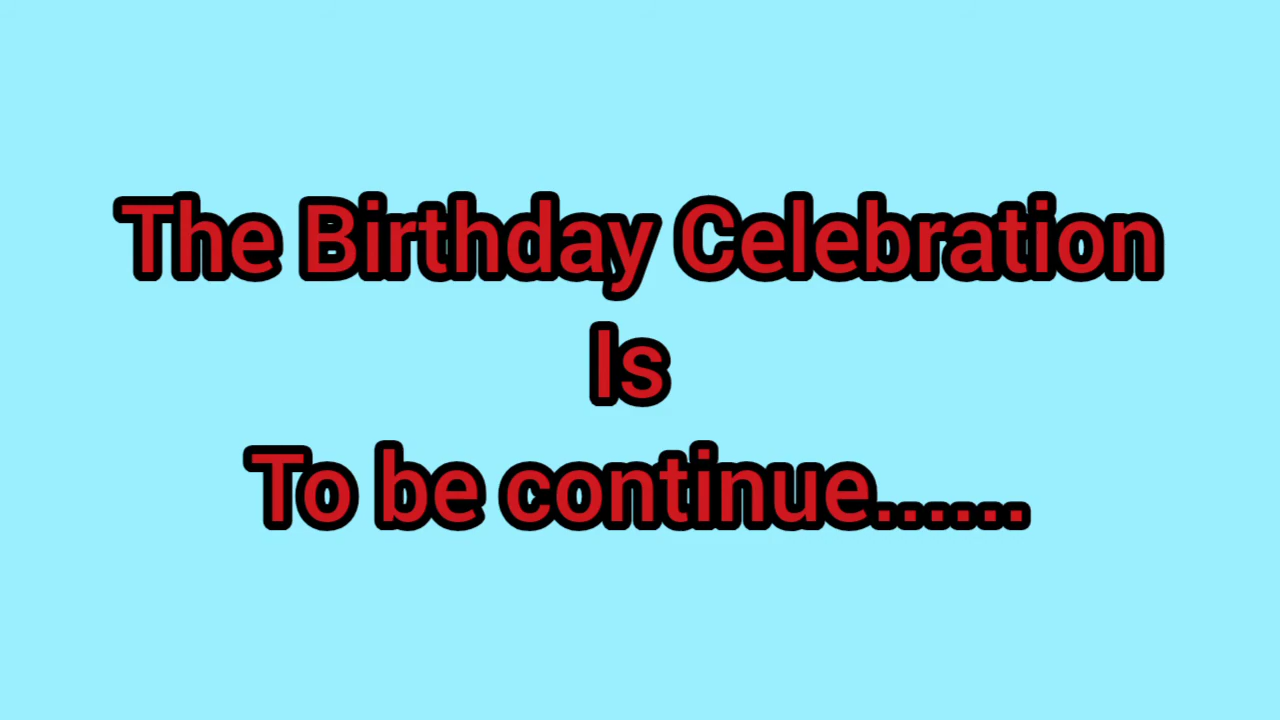 The Birthday Celebration
Is
To be continue......